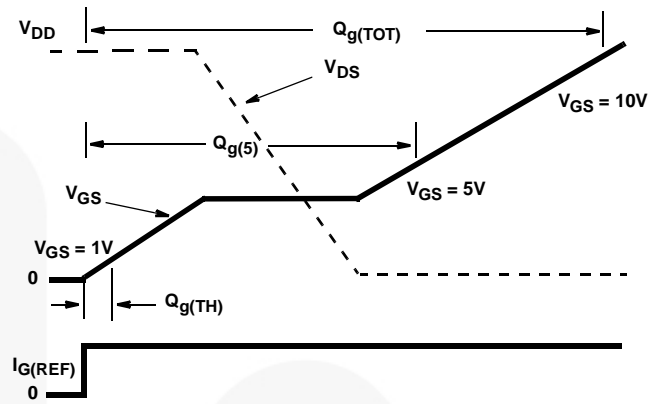 V_DD
Q_g(TOT)
V_DS
V_GS = 10V
Q_g(5)
V_GS
V_GS = 5V
V_GS = 1V
0
Q_g(TH)
I_G(REF)
0